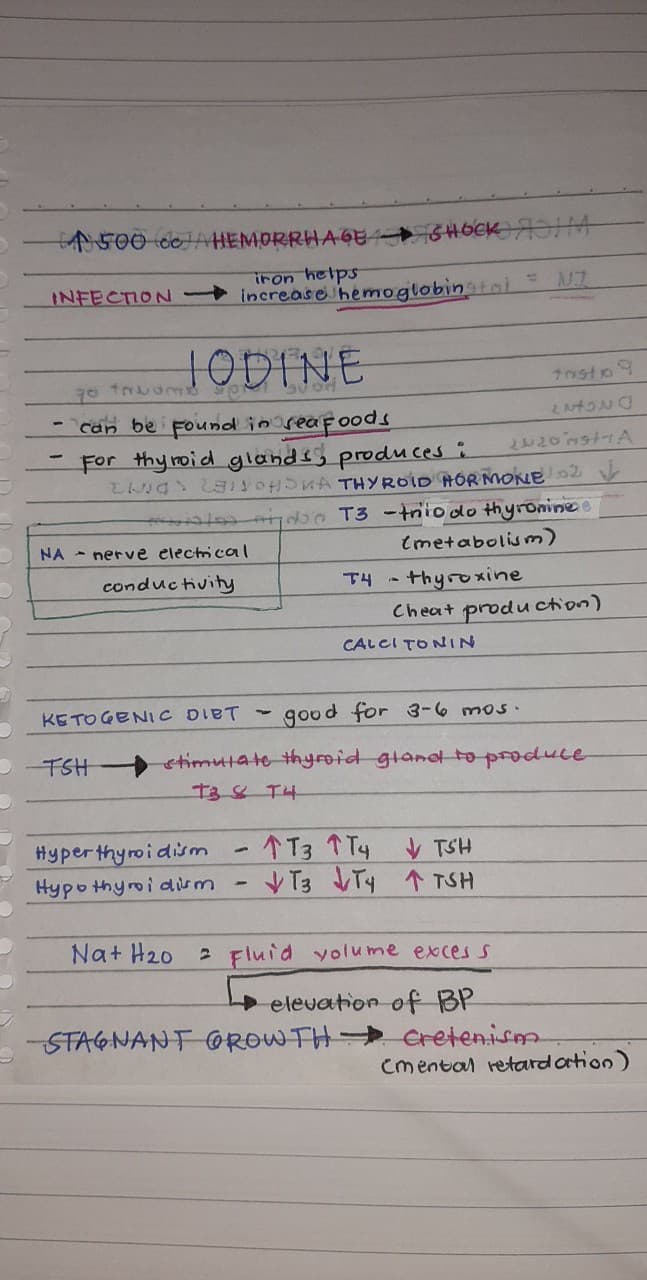 ↑ 500 cc HEMORRHAGE → SHOCK
INFECTION → iron helps
increase hemoglobin
IODINE
- can be found in seafoods
- For thyroid glands, produces :
THYROID HORMONE
T3 - triiodothyronine
(metabolism)
NA - nerve electrical
conductivity
T4 - thyroxine
(heat production)
CALCITONIN
KETOGENIC DIET - good for 3-6 mos.
TSH → stimulate thyroid gland to produce
T3 & T4
Hyperthyroidism - ↑ T3 ↑ T4 ↓ TSH
Hypothyroidism - ↓ T3 ↓ T4 ↑ TSH
Na + H2O = Fluid volume excess
↳ elevation of BP
STAGNANT GROWTH → cretenism
(mental retardation)